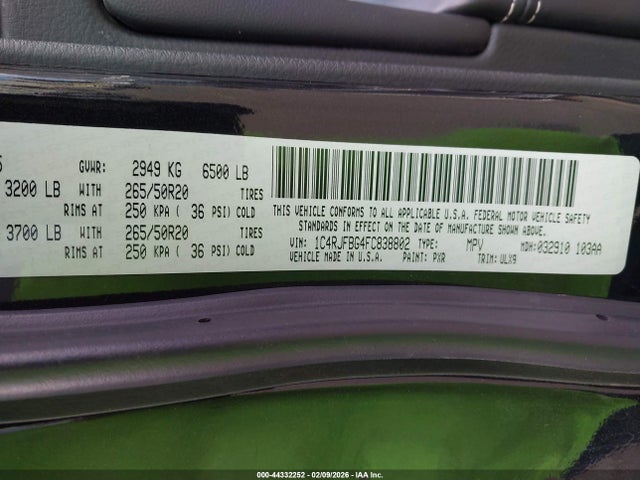 5 GVWR: 2949 KG 6500 LB
3200 LB WITH 265/50R20 TIRES
RIMS AT 250 KPA ( 36 PSI) COLD
3700 LB WITH 265/50R20 TIRES
RIMS AT 250 KPA ( 36 PSI) COLD
THIS VEHICLE CONFORMS TO ALL APPLICABLE U.S.A. FEDERAL MOTOR VEHICLE SAFETY
STANDARDS IN EFFECT ON THE DATE OF MANUFACTURE SHOWN ABOVE.
VIN: 1C4RJFBG4FC838802 TYPE: MPV MDH: 032910 103AA
VEHICLE MADE IN U.S.A. PAINT: PXR TRIM: ULX9
000-44332252 - 02/09/2026 - IAA Inc.